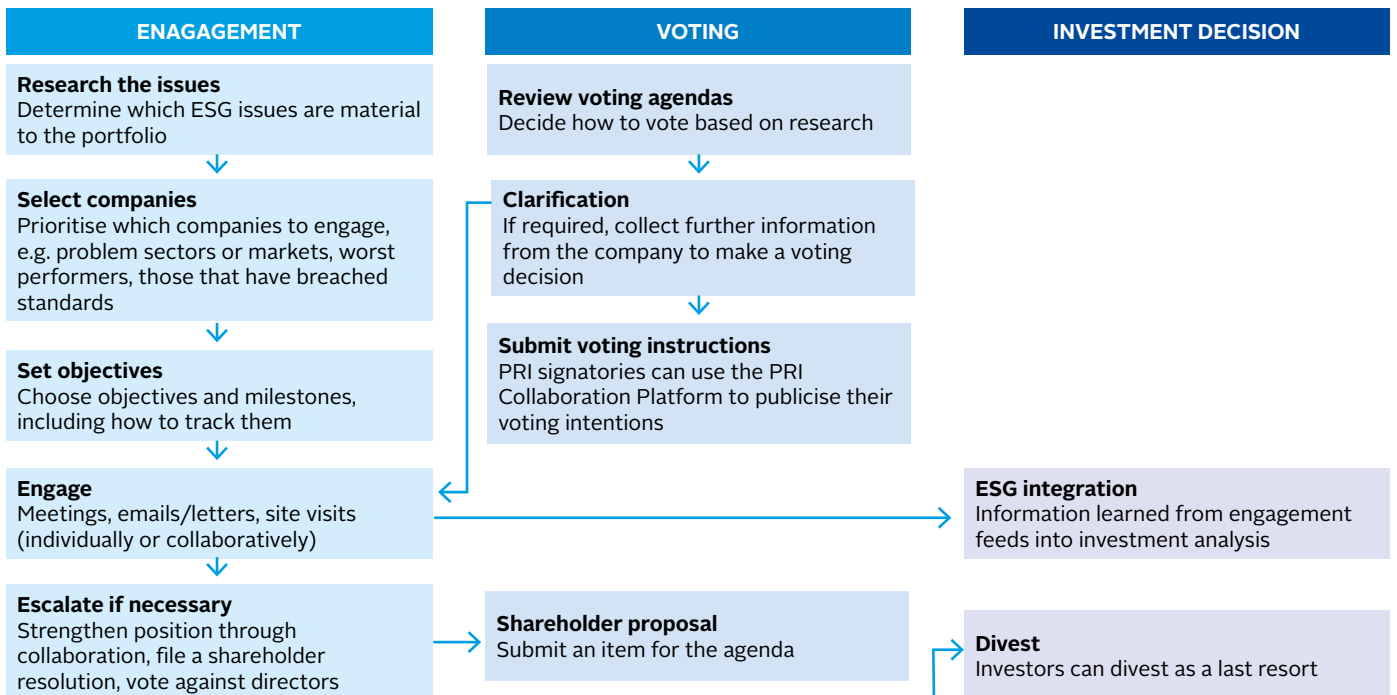 ENAGAGEMENT
Research the issues
Determine which ESG issues are material
to the portfolio
Select companies
Prioritise which companies to engage,
e.g. problem sectors or markets, worst
performers, those that have breached
standards
Set objectives
Choose objectives and milestones,
including how to track them
Engage
Meetings, emails/letters, site visits
(individually or collaboratively)
Escalate if necessary
Strengthen position through
collaboration, file a shareholder
resolution, vote against directors
VOTING
Review voting agendas
Decide how to vote based on research
Clarification
If required, collect further information
from the company to make a voting
decision
Submit voting instructions
PRI signatories can use the PRI
Collaboration Platform to publicise their
voting intentions
Shareholder proposal
Submit an item for the agenda
INVESTMENT DECISION
ESG integration
Information learned from engagement
feeds into investment analysis
Divest
Investors can divest as a last resort